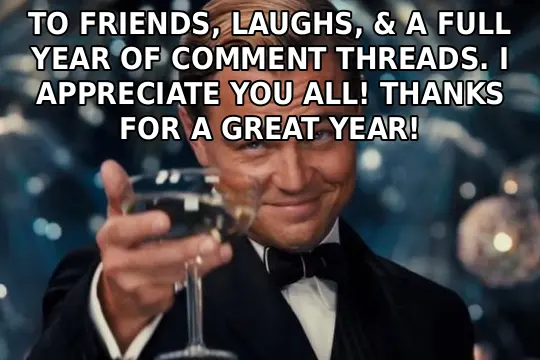 TO FRIENDS, LAUGHS, & A FULL
YEAR OF COMMENT THREADS. I
APPRECIATE YOU ALL! THANKS
FOR A GREAT YEAR!